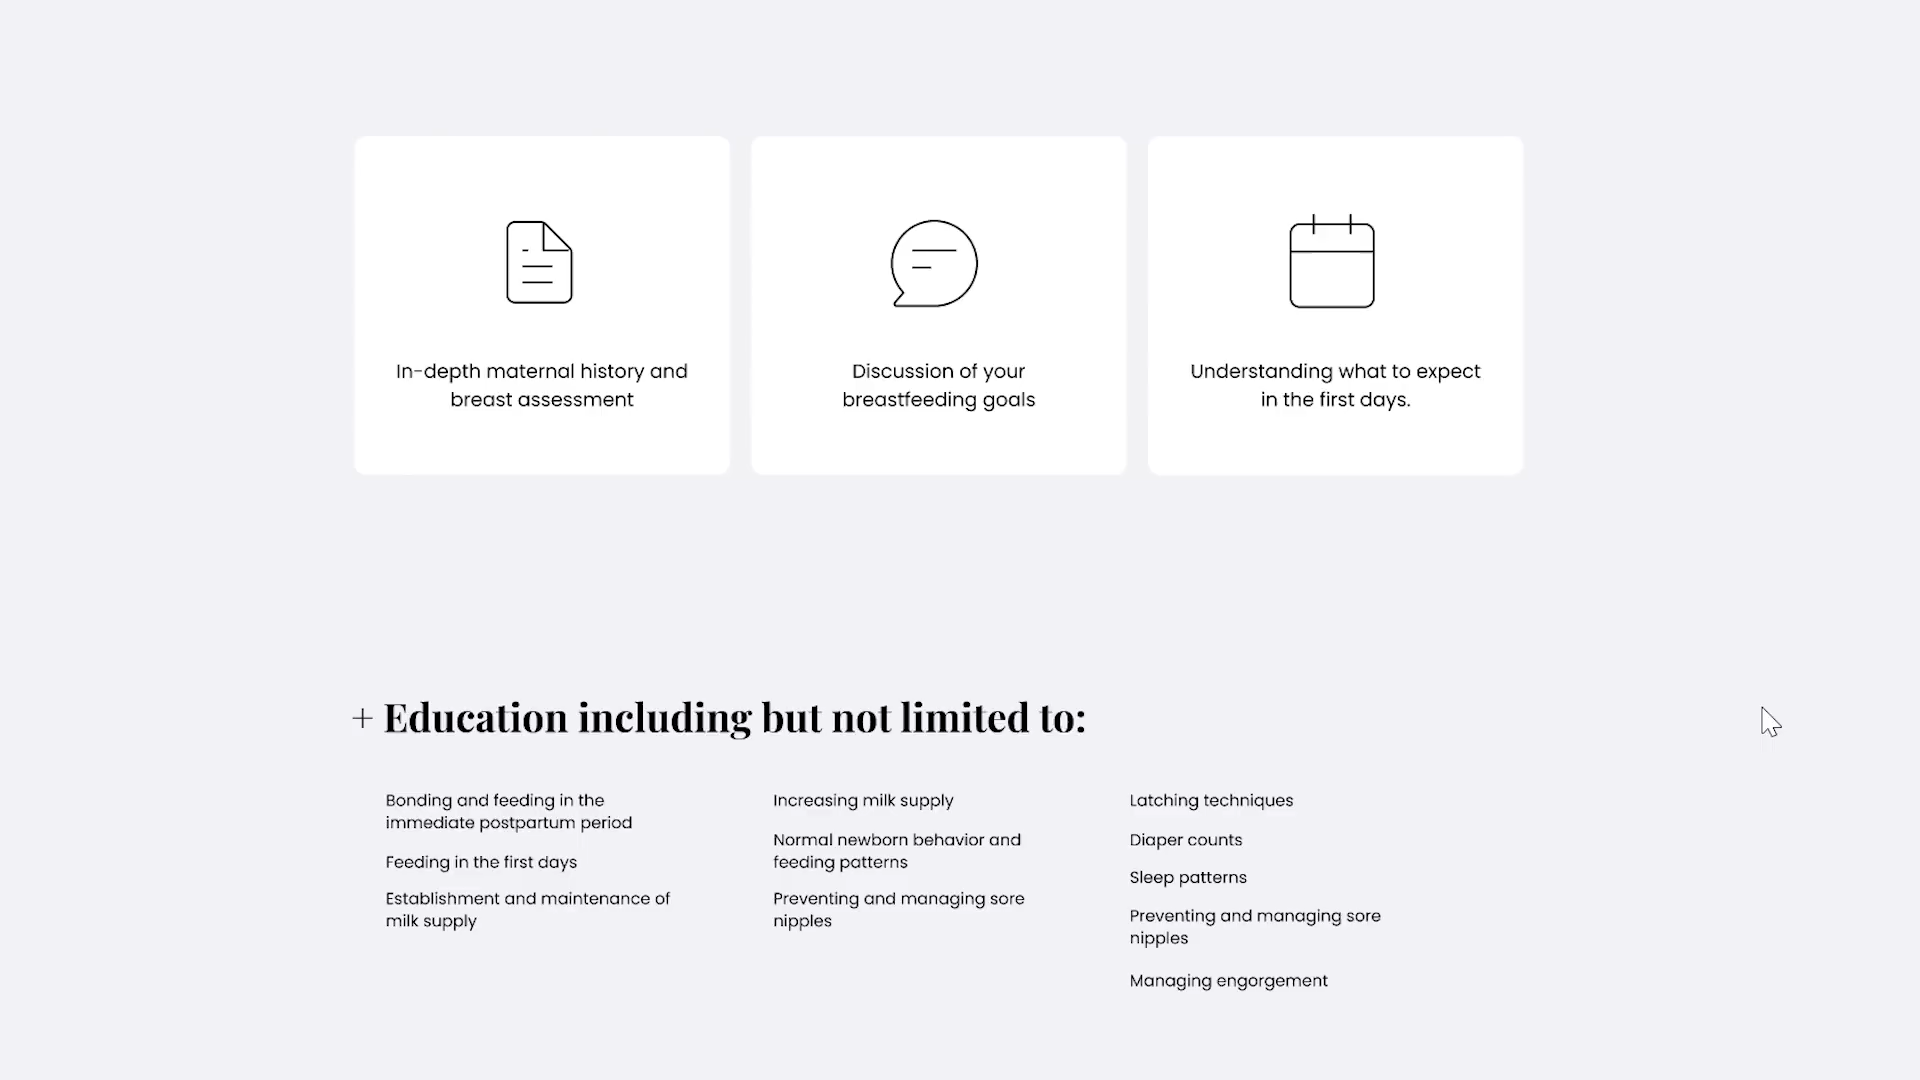 In-depth maternal history and
breast assessment
Discussion of your
breastfeeding goals
Understanding what to expect
in the first days.
+ Education including but not limited to:
Bonding and feeding in the
immediate postpartum period
Feeding in the first days
Establishment and maintenance of
milk supply
Increasing milk supply
Normal newborn behavior and
feeding patterns
Preventing and managing sore
nipples
Latching techniques
Diaper counts
Sleep patterns
Preventing and managing sore
nipples
Managing engorgement